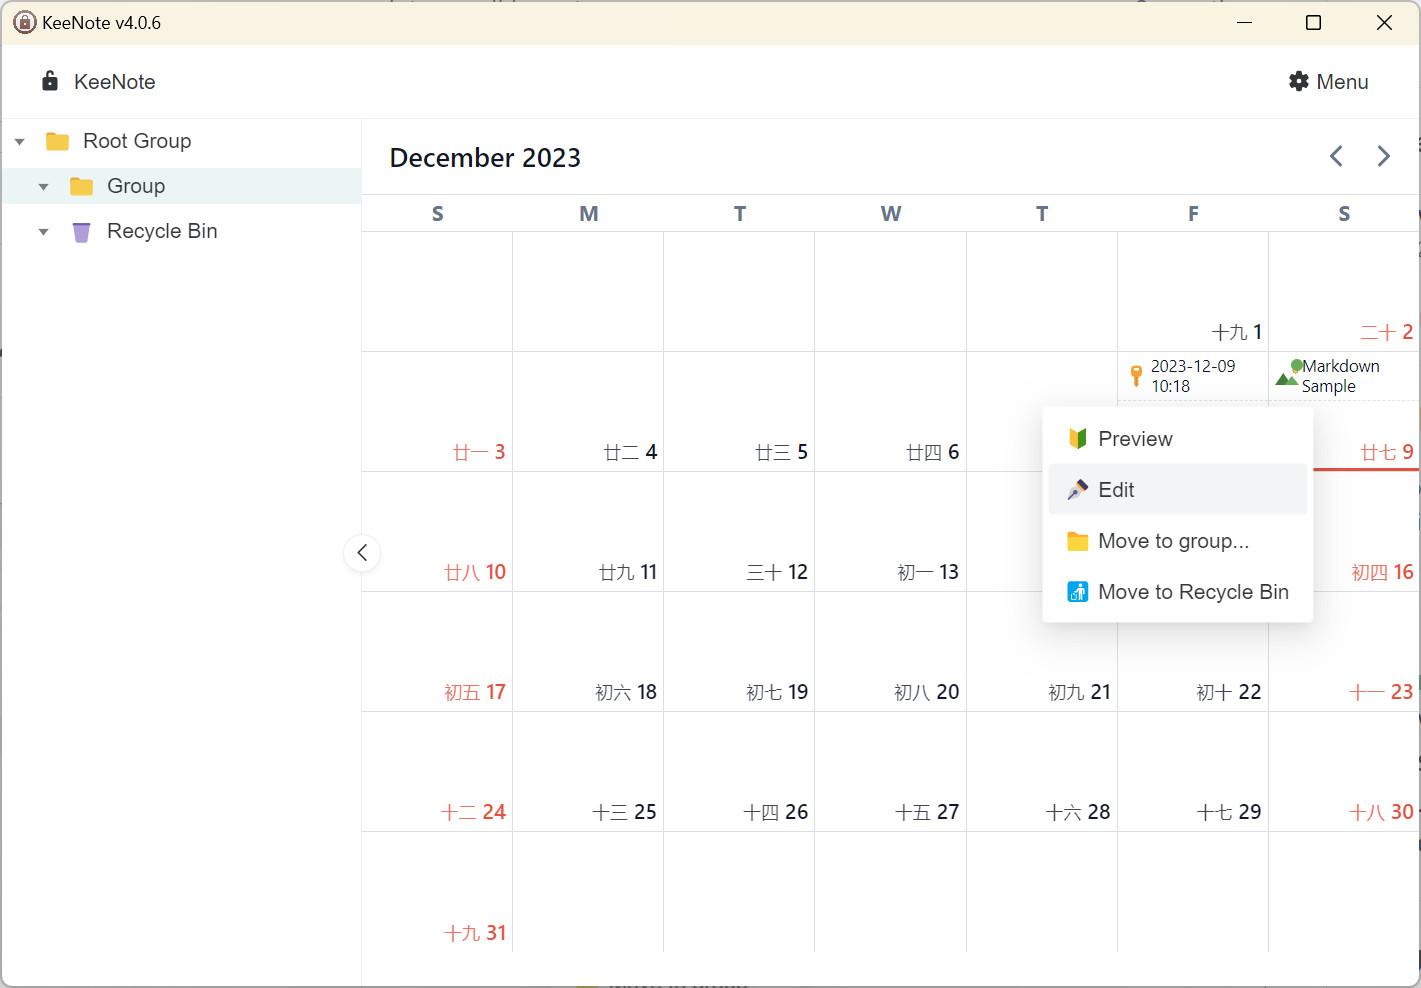 KeeNote v4.0.6
KeeNote
Menu
Root Group
Group
Recycle Bin
December 2023
S M T W T F S
十九 1 二十 2
2023-12-09
10:18
Markdown
Sample
廿一 3 廿二 4 廿三 5 廿四 6 廿七 9
Preview
Edit
Move to group...
Move to Recycle Bin
廿八 10 廿九 11 三十 12 初一 13 初四 16
初五 17 初六 18 初七 19 初八 20 初九 21 初十 22 十一 23
十二 24 十三 25 十四 26 十五 27 十六 28 十七 29 十八 30
十九 31